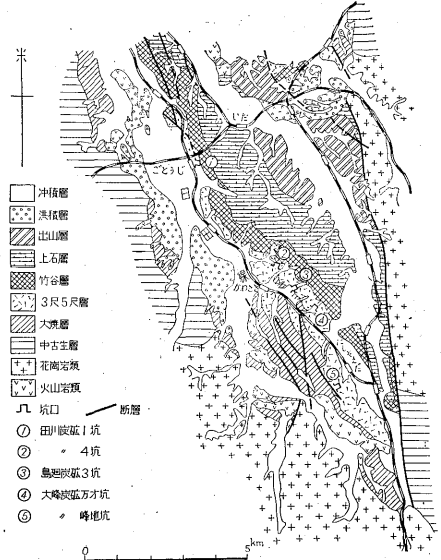 いた
ごとうじ
沖積層
洪積層
出山層
上石層
竹谷層
3尺5尺層
大焼層
中古生層
花崗岩類
火山岩類
坑口
断層
① 田川炭砿1坑
② 〃 4坑
③ 島廻炭砿3坑
④ 大峰炭砿万才坑
⑤ 〃 峰地坑
0 5km